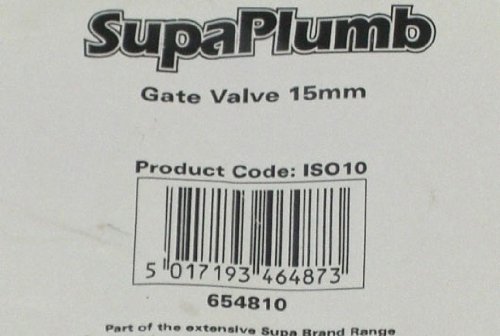 SupaPlumb
Gate Valve 15mm
Product Code: ISO10
5 017193 464873
654810
Part of the extensive Supa Brand Range